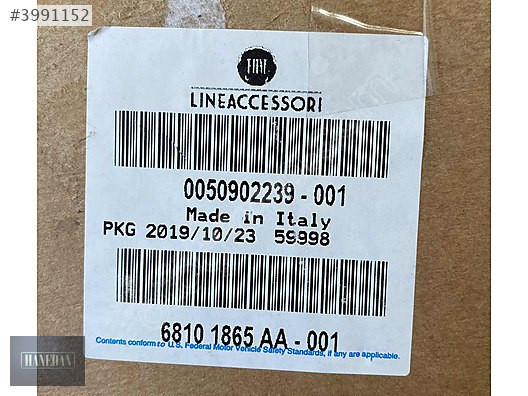 #3991152
FIAT
LINEACCESSORI
0050902239 - 001
Made in Italy
PKG 2019/10/23 59998
6810 1865 AA - 001
Contents conform to U.S. Federal Motor Vehicle Safety Standards, if any are applicable.
HANEDAN